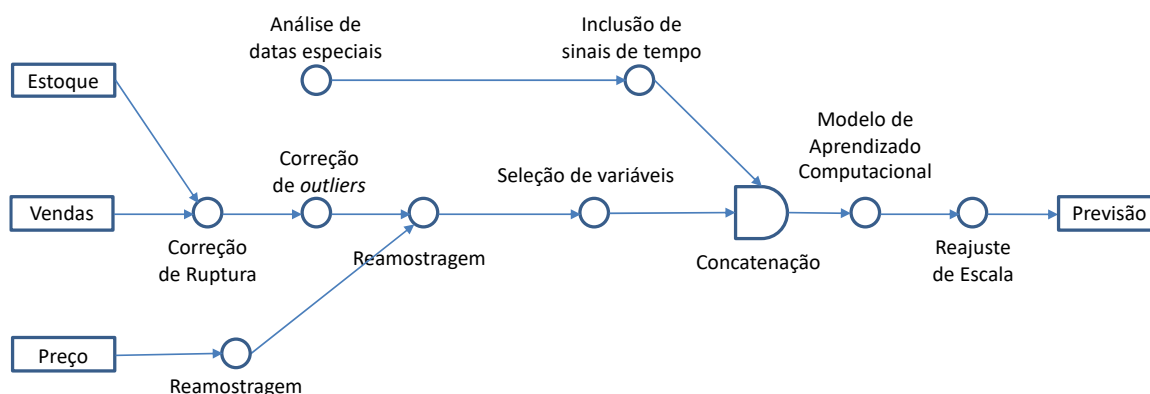 Análise de
datas especiais
Inclusão de
sinais de tempo
Estoque
Modelo de
Aprendizado
Computacional
Correção
de outliers
Seleção de variáveis
Vendas
Previsão
Correção
de Ruptura
Reamostragem
Concatenação
Reajuste
de Escala
Preço
Reamostragem